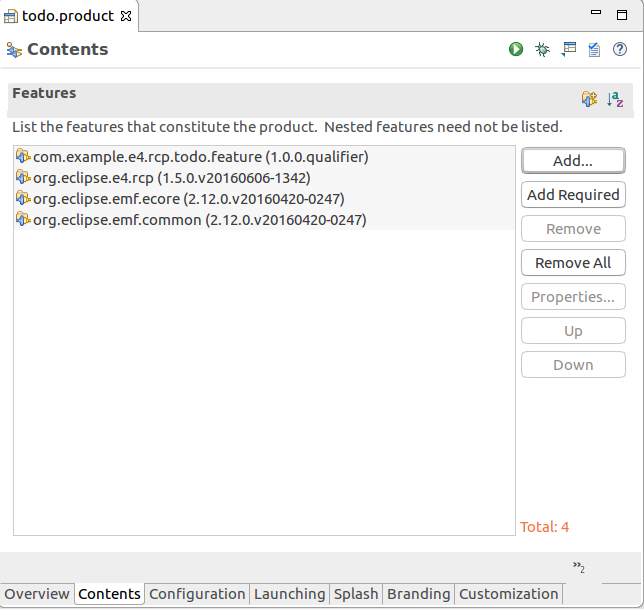 todo.product
Contents
Features
List the features that constitute the product. Nested features need not be listed.
com.example.e4.rcp.todo.feature (1.0.0.qualifier)
org.eclipse.e4.rcp (1.5.0.v20160606-1342)
org.eclipse.emf.ecore (2.12.0.v20160420-0247)
org.eclipse.emf.common (2.12.0.v20160420-0247)
Add...
Add Required
Remove
Remove All
Properties...
Up
Down
Total: 4
»2
Overview Contents Configuration Launching Splash Branding Customization